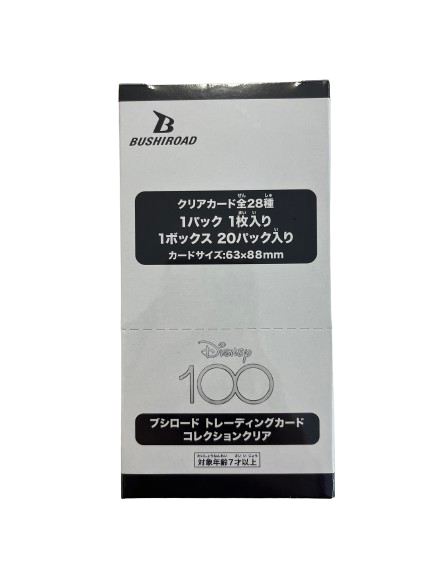 BUSHIROAD
クリアカード全28種
1パック 1枚入り
1ボックス 20パック入り
カードサイズ:63×88mm
Disney
100
ブシロード トレーディングカード
コレクションクリア
対象年齢7才以上